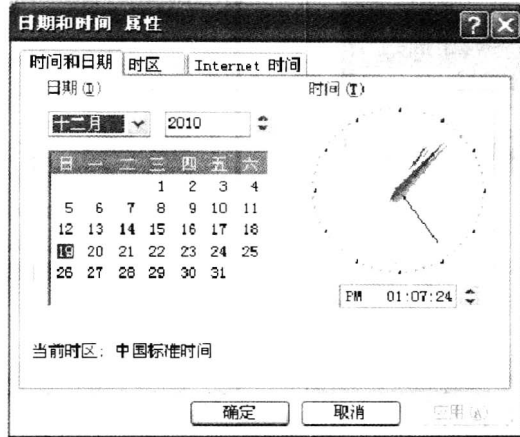 日期和时间 属性
时间和日期 时区 Internet 时间
日期(D)
时间(T)
十二月 2010
日 一 二 三 四 五 六
1 2 3 4
5 6 7 8 9 10 11
12 13 14 15 16 17 18
19 20 21 22 23 24 25
26 27 28 29 30 31
PM 01:07:24
当前时区: 中国标准时间
确定 取消 应用(A)